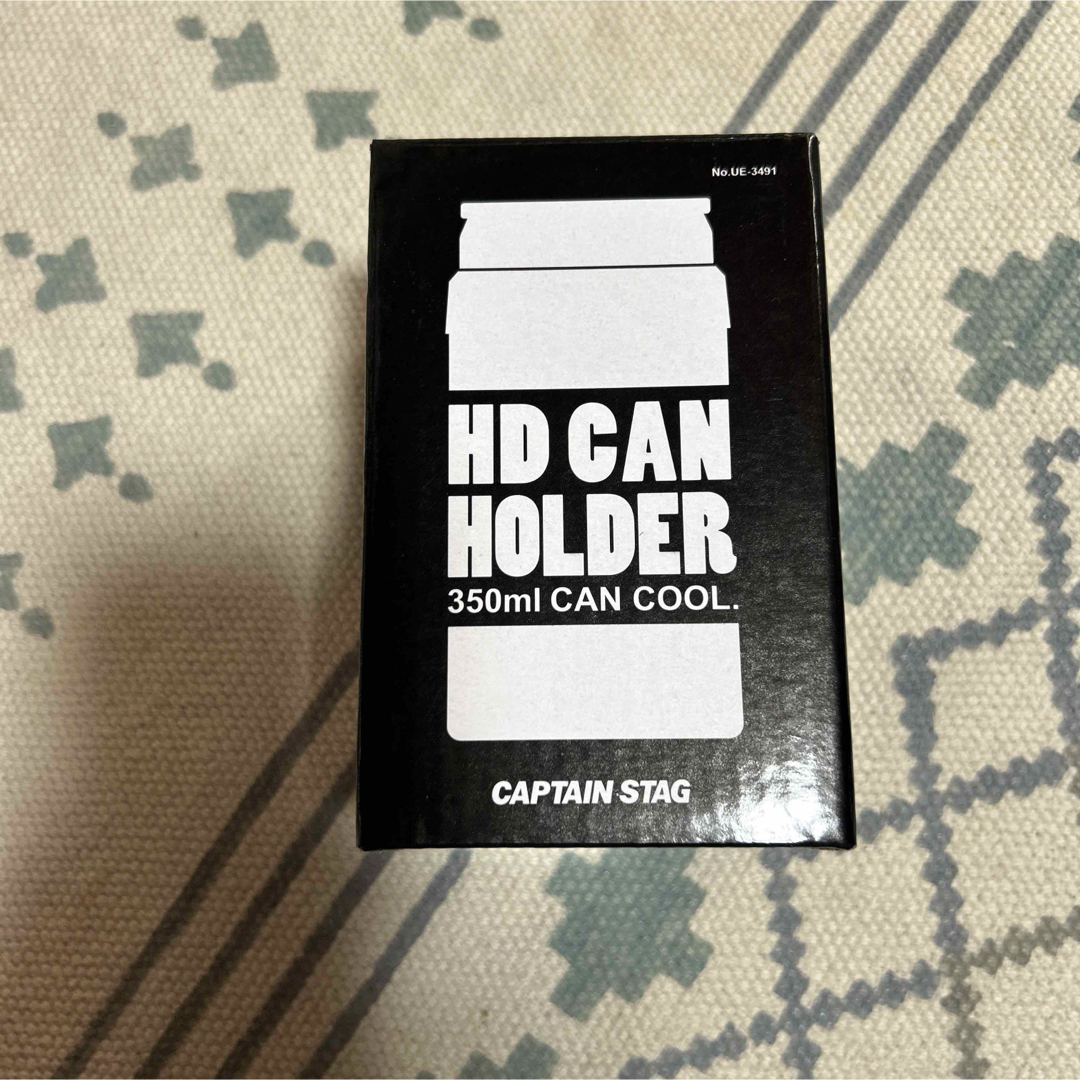 No.UE-3491
HD CAN
HOLDER
350ml CAN COOL.
CAPTAIN STAG